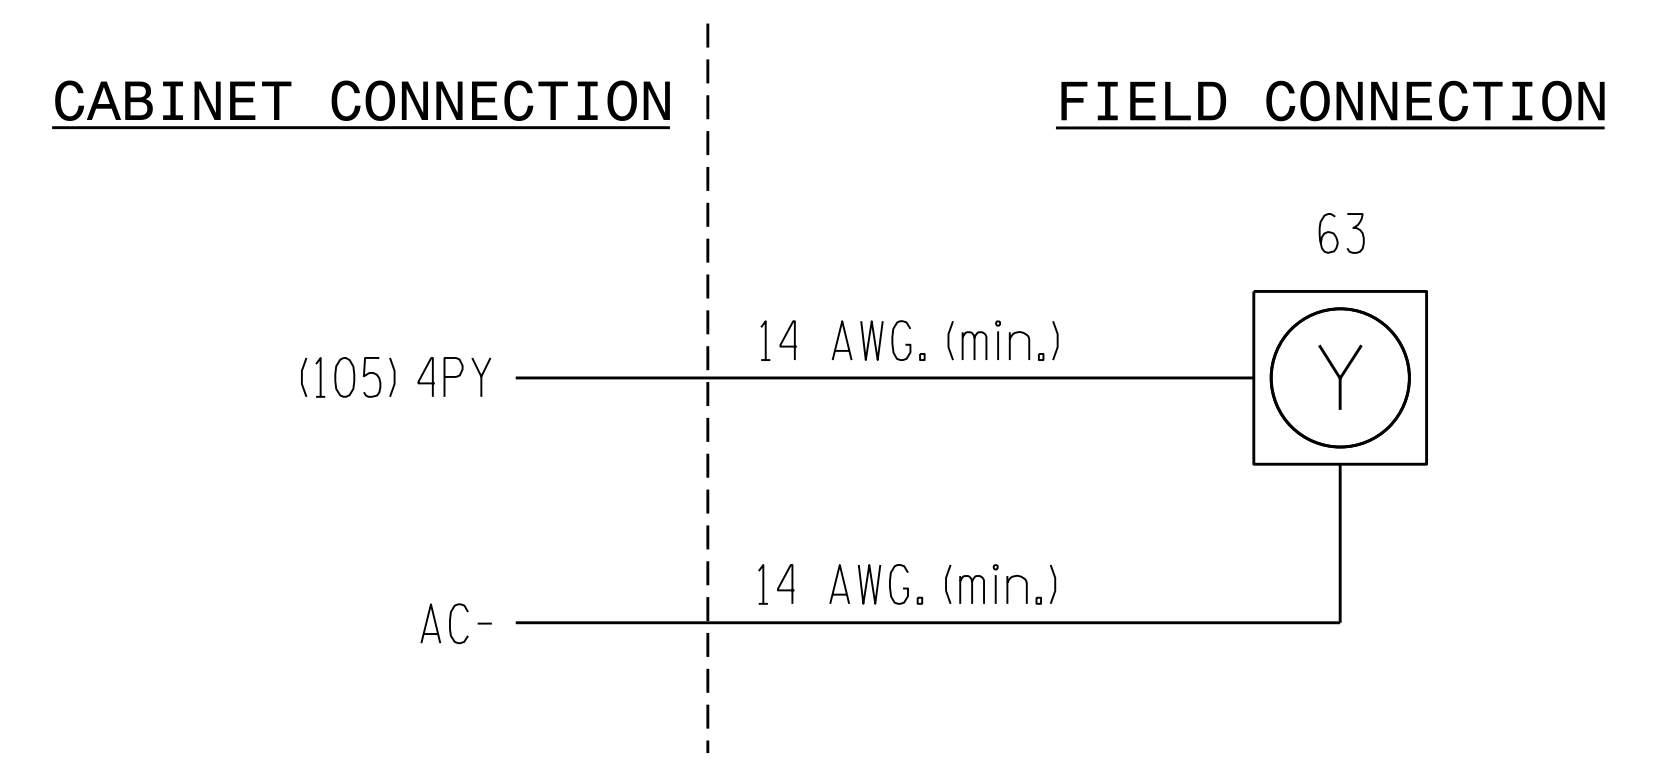 CABINET CONNECTION
FIELD CONNECTION
63
14 AWG. (min.)
(105) 4PY
Y
14 AWG. (min.)
AC-